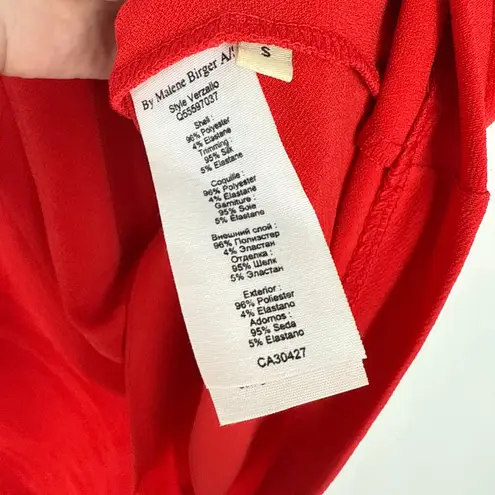 S
By Malene Birger A/S
Style Verzalio
Q55597037
Shell :
96% Polyester
4% Elastane
Trimming :
95% Silk
5% Elastane
Coquille :
96% Polyester
4% Elastane
Garniture :
95% Soie
5% Elastane
Внешний слой :
96% Полиэстер
4% Эластан
Отделка :
95% Шелк
5% Эластан
Exterior :
96% Poliester
4% Elastano
Adornos :
95% Seda
5% Elastano
CA30427